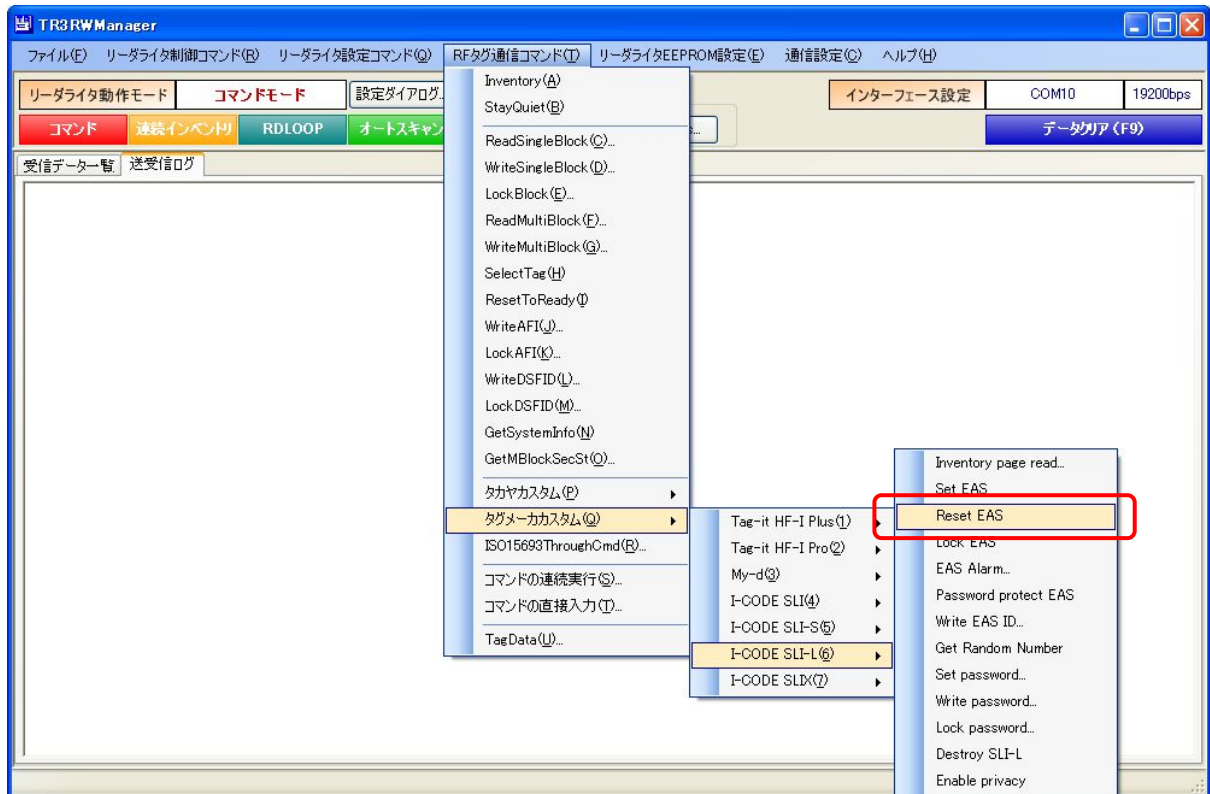 TR3RWManager
ファイル(F) リーダライタ制御コマンド(R) リーダライタ設定コマンド(Q) RFタグ通信コマンド(T) リーダライタEEPROM設定(E) 通信設定(C) ヘルプ(H)
リーダライタ動作モード コマンドモード 設定ダイアログ... インターフェース設定 COM10 19200bps
コマンド 連続インベントリ RDLOOP オートスキャン データクリア(F9)
受信データ一覧 送受信ログ
Inventory(A)
StayQuiet(B)
ReadSingleBlock(C)...
WriteSingleBlock(D)...
LockBlock(E)...
ReadMultiBlock(F)...
WriteMultiBlock(G)...
SelectTag(H)
ResetToReady(I)
WriteAFI(J)...
LockAFI(K)...
WriteDSFID(L)...
LockDSFID(M)...
GetSystemInfo(N)
GetMBlockSecSt(O)...
タカヤカスタム(P)
タグメーカカスタム(Q)
ISO15693ThroughCmd(R)...
コマンドの連続実行(S)...
コマンドの直接入力(T)...
TagData(U)...
Tag-it HF-I Plus(1)
Tag-it HF-I Pro(2)
My-d(3)
I-CODE SLI(4)
I-CODE SLI-S(5)
I-CODE SLI-L(6)
I-CODE SLIX(7)
Inventory page read...
Set EAS
Reset EAS
Lock EAS
EAS Alarm...
Password protect EAS
Write EAS ID...
Get Random Number
Set password...
Write password...
Lock password...
Destroy SLI-L
Enable privacy